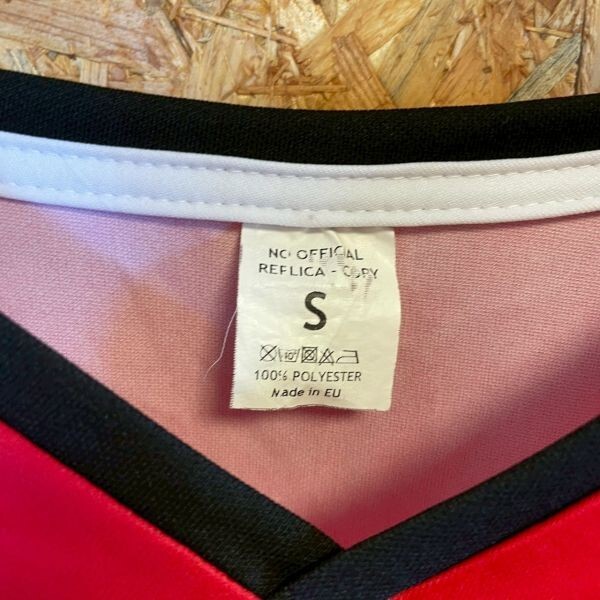 NO OFFICIAL
REPLICA - COPY
S
100% POLYESTER
Made in EU